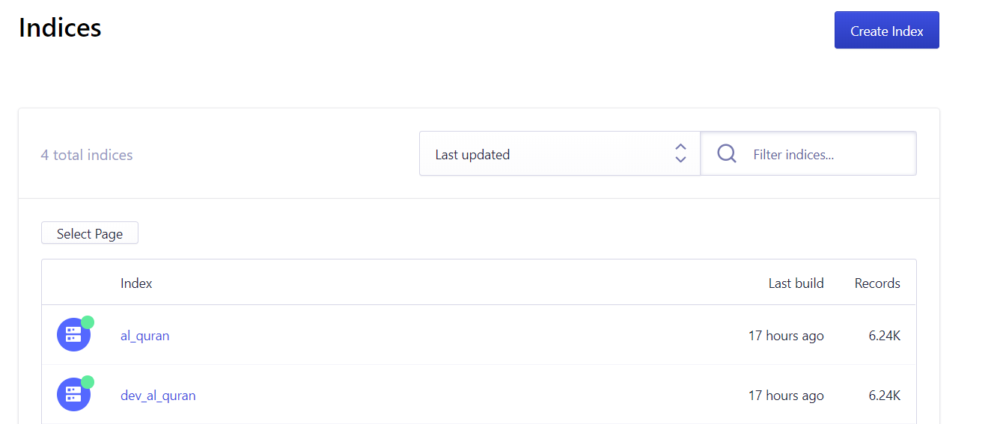 Indices
Create Index
4 total indices
Last updated
Filter indices...
Select Page
Index Last build Records
al_quran 17 hours ago 6.24K
dev_al_quran 17 hours ago 6.24K